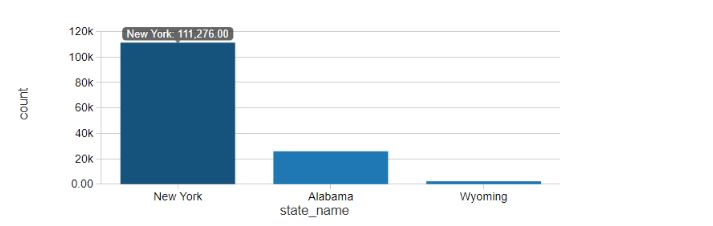 120k
New York: 111,276.00
100k
80k
60k
40k
20k
0.00
count
New York
Alabama
Wyoming
state_name